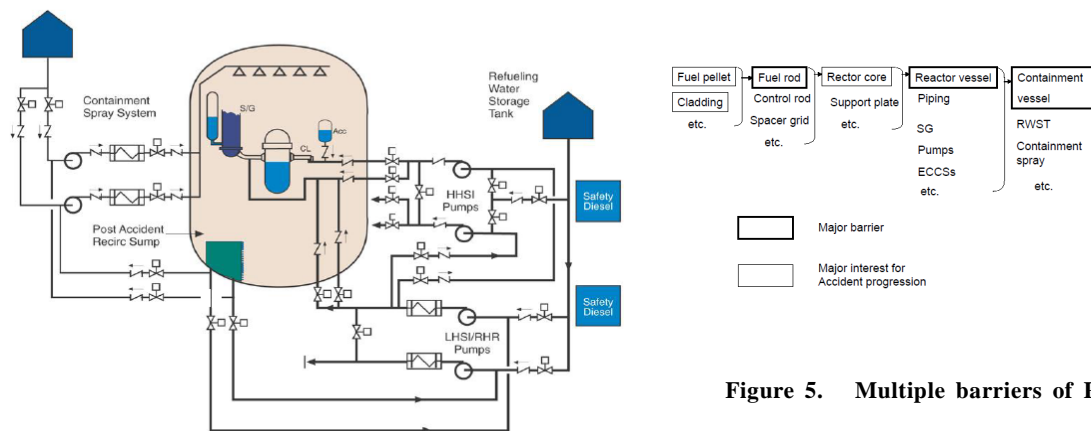 Containment
Spray System
S/G
Acc
CL
Refueling
Water
Storage
Tank
HHSI
Pumps
Safety
Diesel
Post Accident
Recirc Sump
LHSI/RHR
Pumps
Safety
Diesel
Fuel pellet
Cladding
etc.
Fuel rod
Control rod
Spacer grid
etc.
Rector core
Support plate
etc.
Reactor vessel
Piping
SG
Pumps
ECCSs
etc.
Containment
vessel
RWST
Containment
spray
etc.
Major barrier
Major interest for
Accident progression
Figure 5. Multiple barriers of